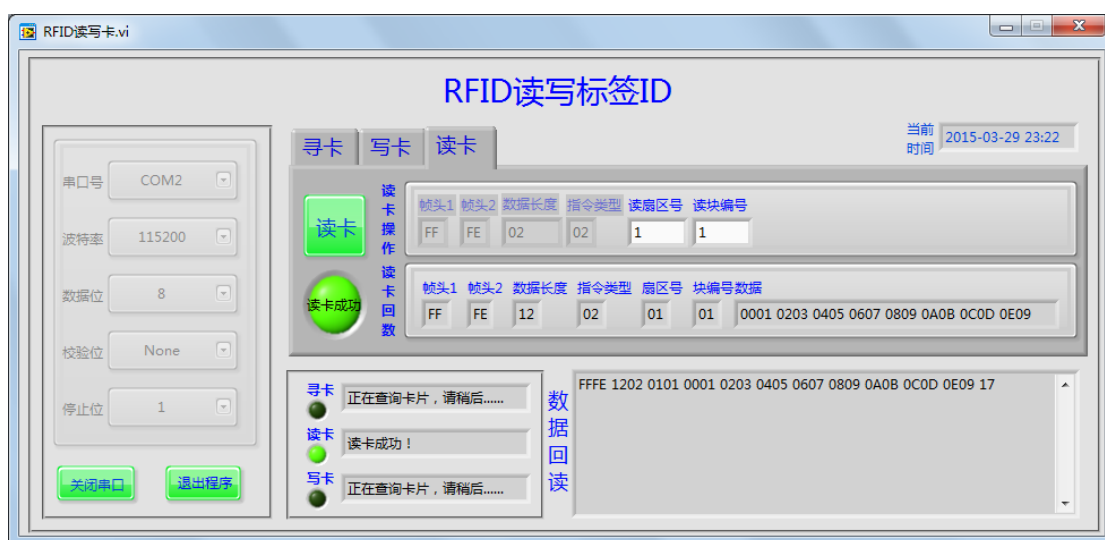 RFID读写卡.vi
RFID读写标签ID
当前时间 2015-03-29 23:22
串口号 COM2
波特率 115200
数据位 8
校验位 None
停止位 1
关闭串口 退出程序
寻卡 写卡 读卡
读卡
读卡操作
帧头1 帧头2 数据长度 指令类型 读扇区号 读块编号
FF FE 02 02 1 1
读卡成功
读卡回数
帧头1 帧头2 数据长度 指令类型 扇区号 块编号 数据
FF FE 12 02 01 01 0001 0203 0405 0607 0809 0A0B 0C0D 0E09
寻卡 正在查询卡片，请稍后......
读卡 读卡成功！
写卡 正在查询卡片，请稍后......
数据回读
FFFE 1202 0101 0001 0203 0405 0607 0809 0A0B 0C0D 0E09 17